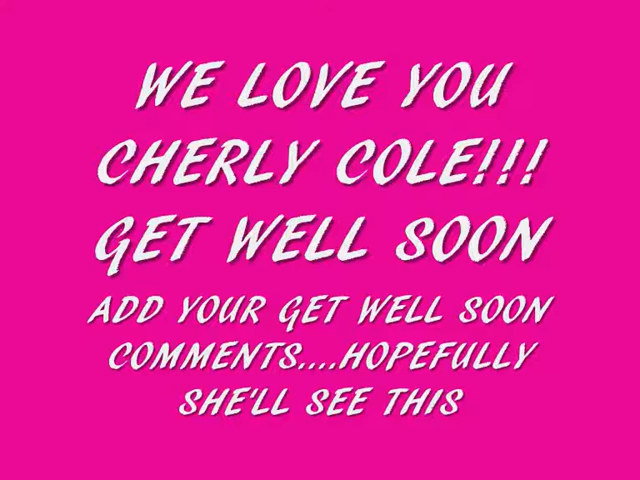 WE LOVE YOU
CHERLY COLE!!!
GET WELL SOON
ADD YOUR GET WELL SOON
COMMENTS....HOPEFULLY
SHE'LL SEE THIS